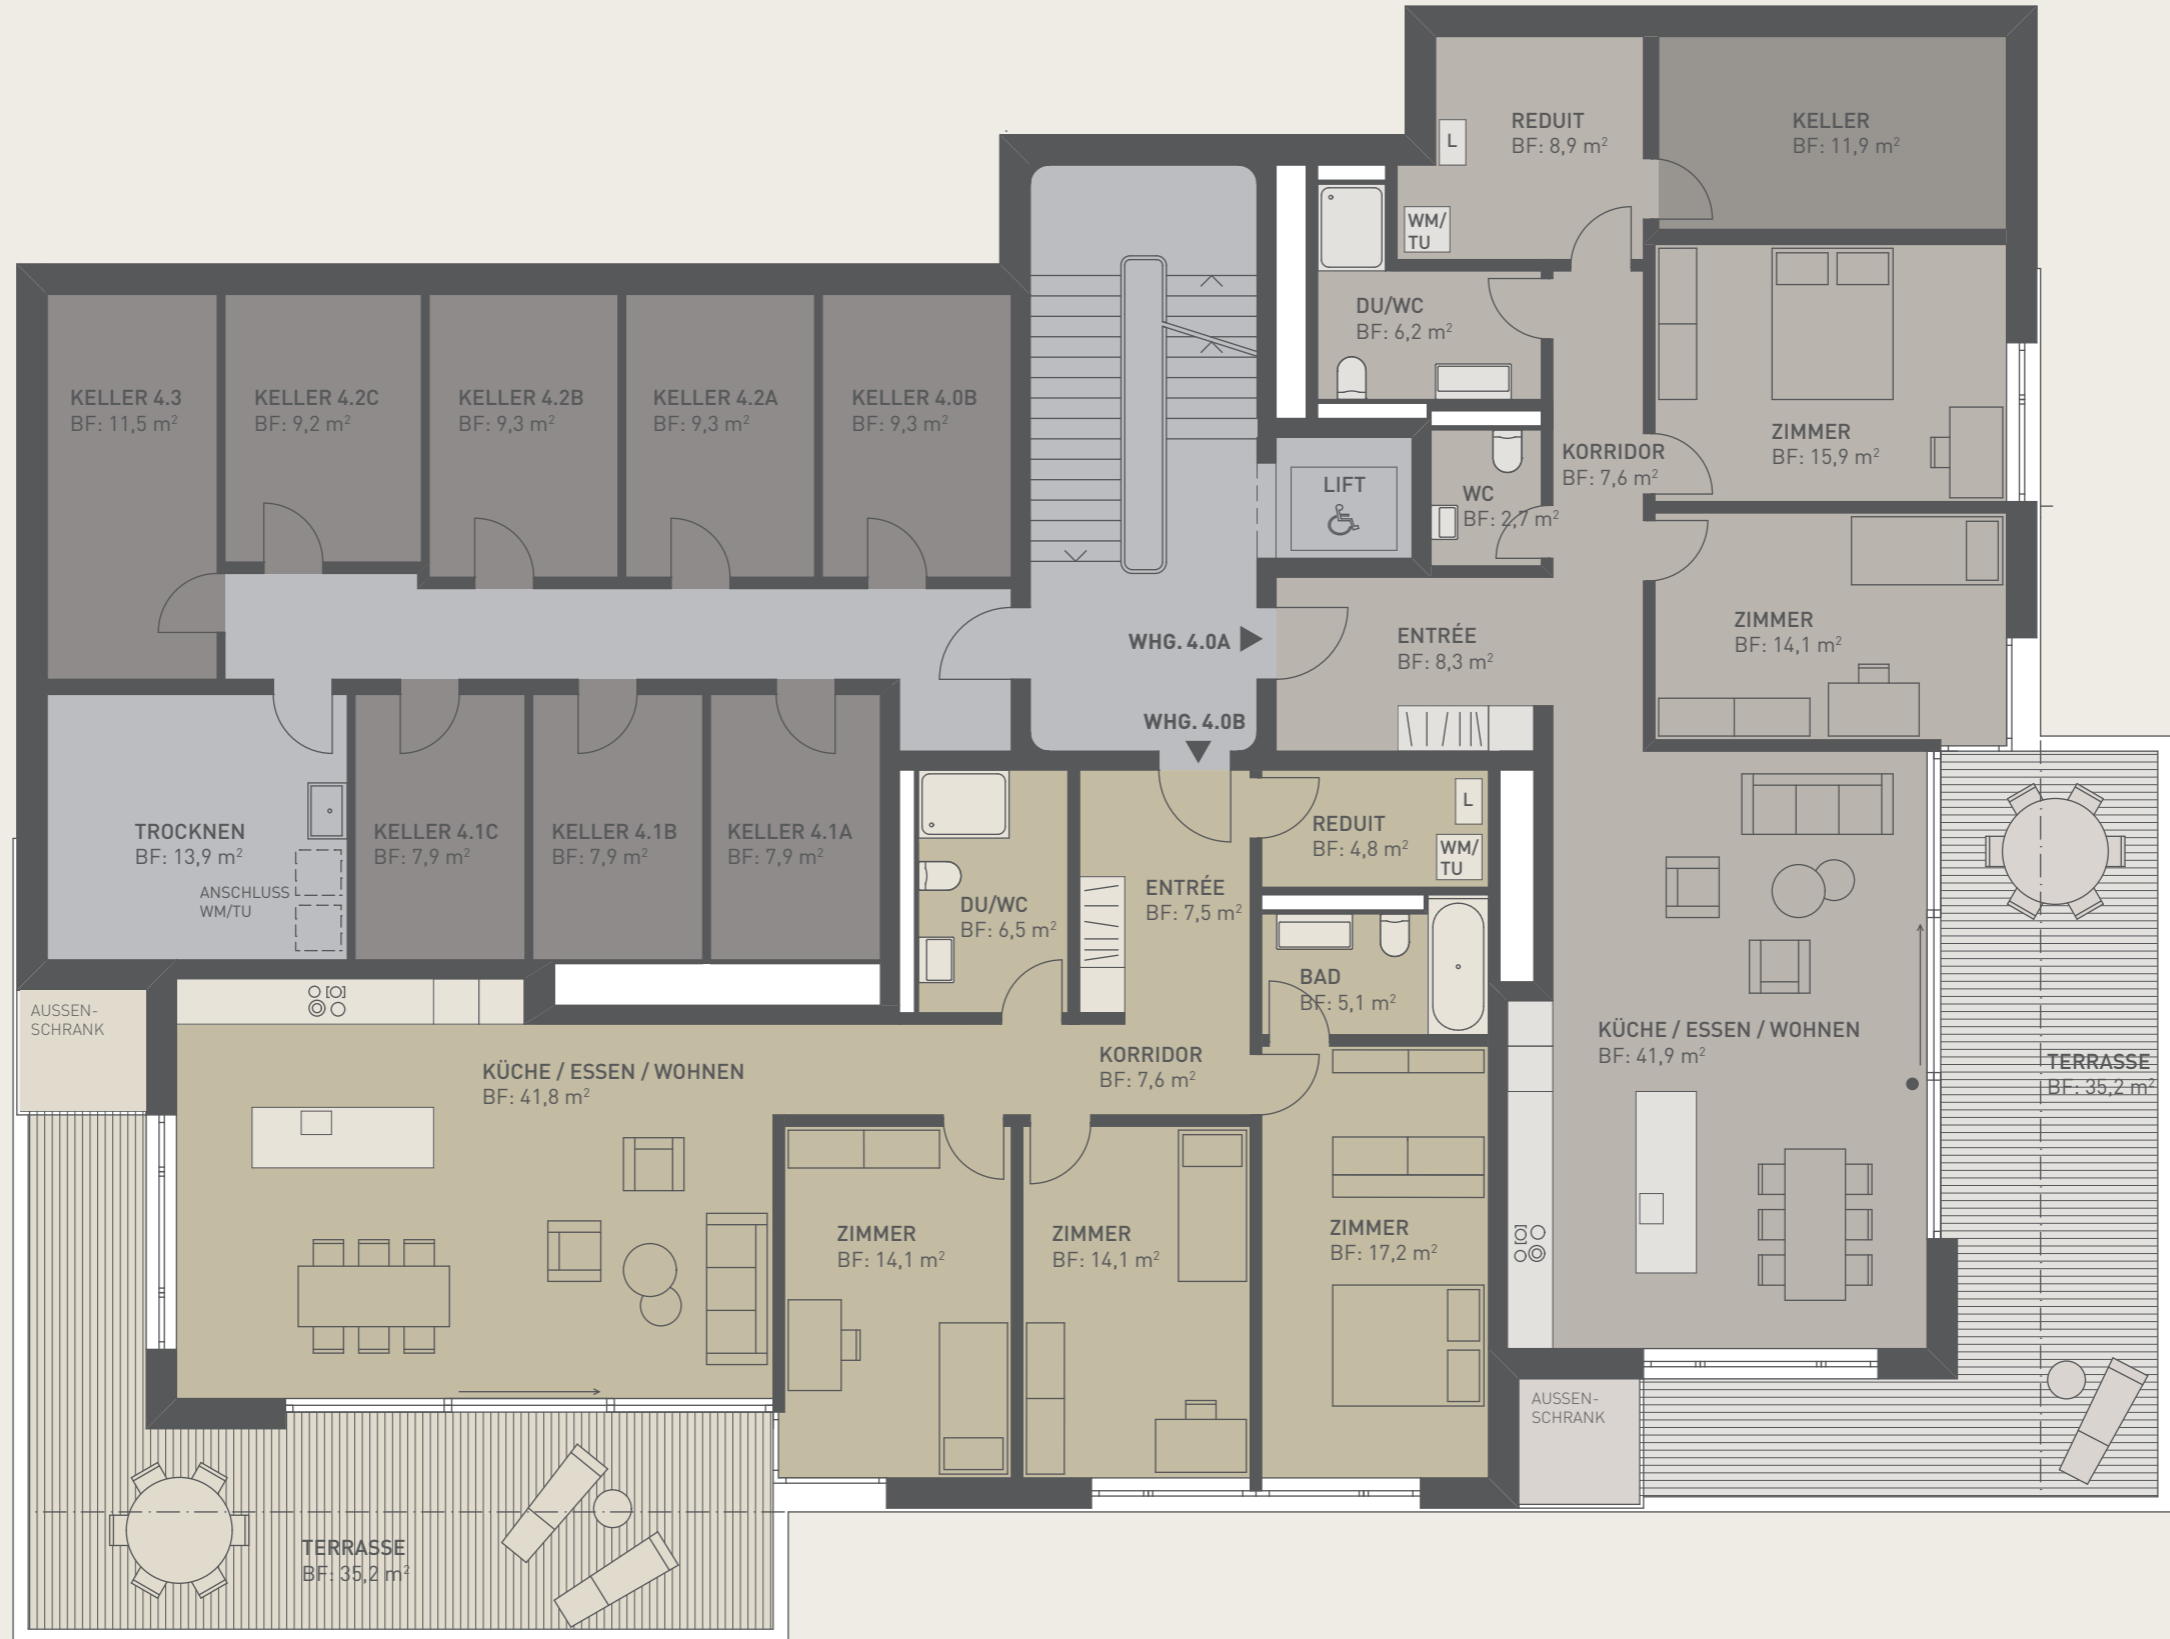 REDUIT
BF: 8,9 m²
KELLER
BF: 11,9 m²
L
WM/
TU
DU/WC
BF: 6,2 m²
KELLER 4.3
BF: 11,5 m²
KELLER 4.2C
BF: 9,2 m²
KELLER 4.2B
BF: 9,3 m²
KELLER 4.2A
BF: 9,3 m²
KELLER 4.0B
BF: 9,3 m²
ZIMMER
BF: 15,9 m²
KORRIDOR
BF: 7,6 m²
LIFT
WC
BF: 2,7 m²
WHG. 4.0A
ENTRÉE
BF: 8,3 m²
ZIMMER
BF: 14,1 m²
WHG. 4.0B
TROCKNEN
BF: 13,9 m²
ANSCHLUSS
WM/TU
KELLER 4.1C
BF: 7,9 m²
KELLER 4.1B
BF: 7,9 m²
KELLER 4.1A
BF: 7,9 m²
REDUIT
BF: 4,8 m²
L
WM/
TU
DU/WC
BF: 6,5 m²
ENTRÉE
BF: 7,5 m²
BAD
BF: 5,1 m²
AUSSEN-
SCHRANK
KÜCHE / ESSEN / WOHNEN
BF: 41,8 m²
KORRIDOR
BF: 7,6 m²
KÜCHE / ESSEN / WOHNEN
BF: 41,9 m²
TERRASSE
BF: 35,2 m²
ZIMMER
BF: 14,1 m²
ZIMMER
BF: 14,1 m²
ZIMMER
BF: 17,2 m²
AUSSEN-
SCHRANK
TERRASSE
BF: 35,2 m²